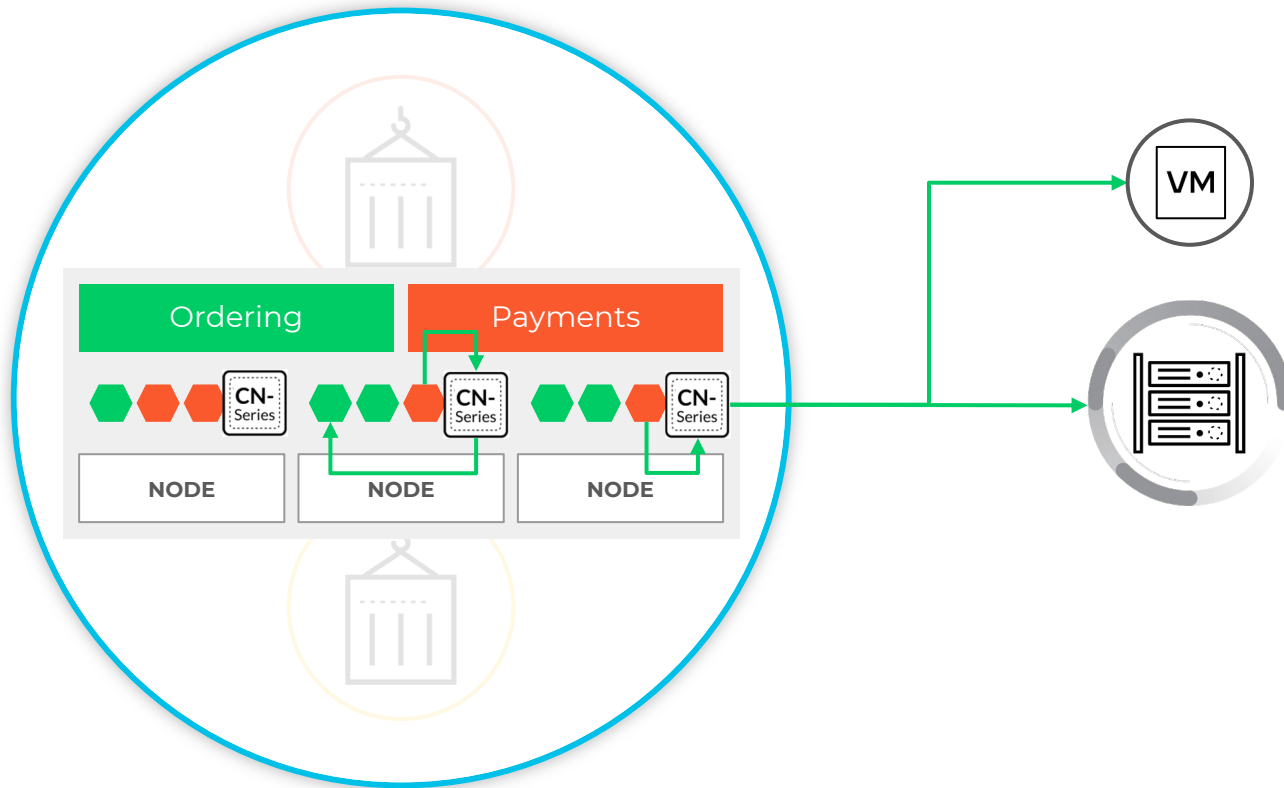 VM
Ordering
Payments
CN-
Series
CN-
Series
CN-
Series
NODE
NODE
NODE